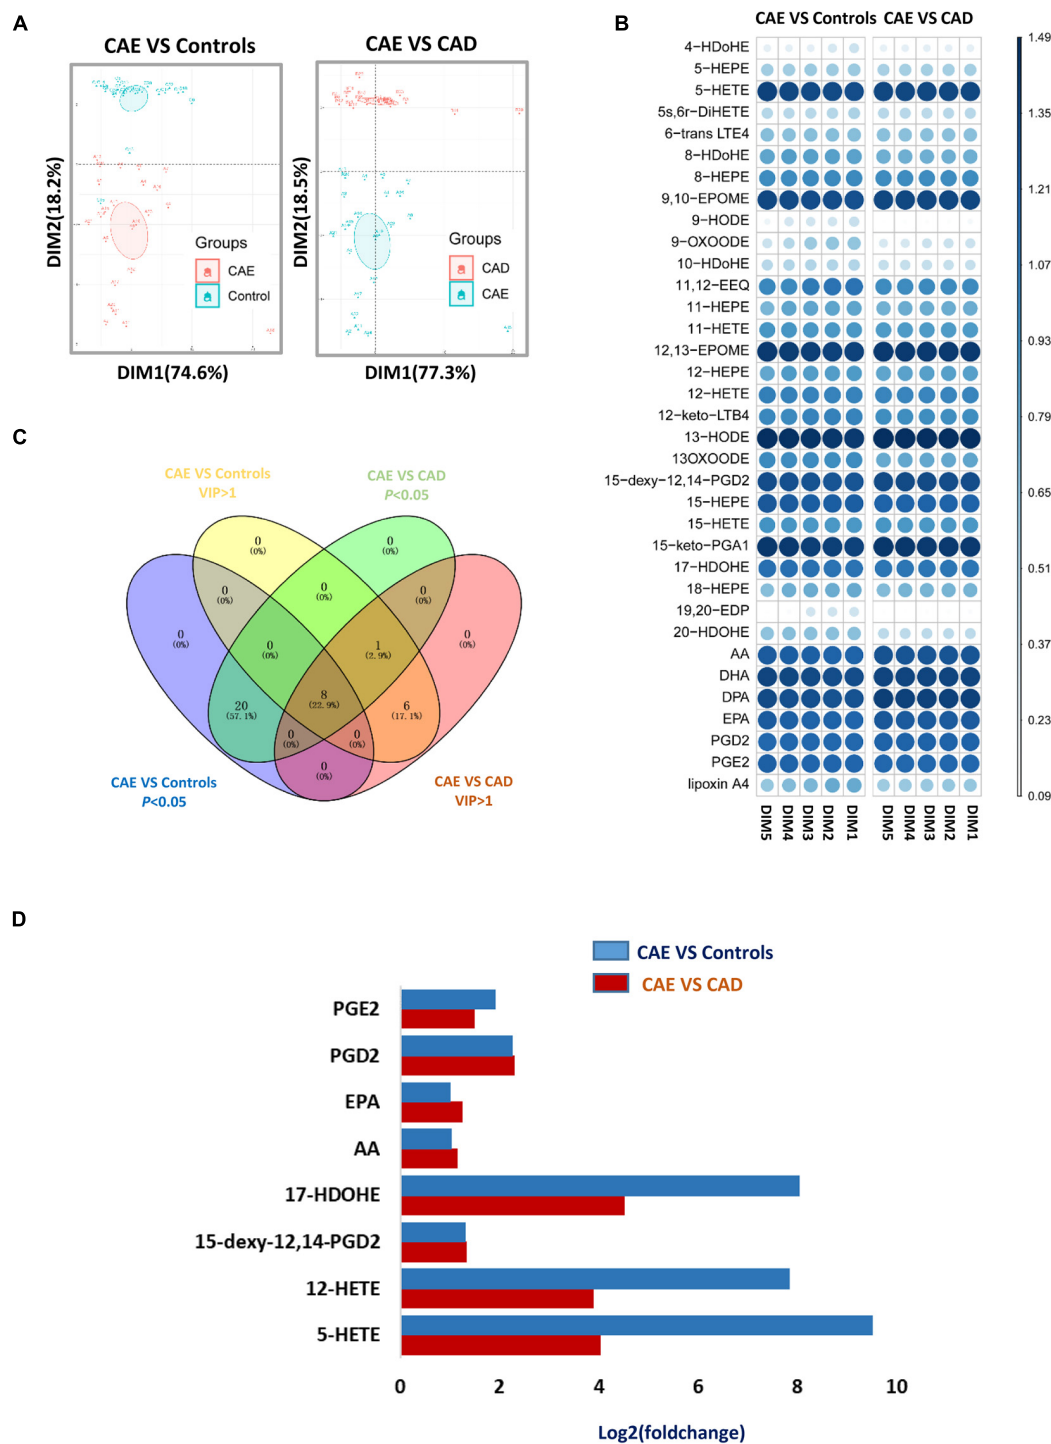 A
CAE VS Controls
CAE VS CAD
DIM2(18.2%)
Groups
CAE
Control
DIM1(74.6%)
DIM2(18.5%)
Groups
CAD
CAE
DIM1(77.3%)
B
CAE VS Controls CAE VS CAD
4-HDoHE
5-HEPE
5-HETE
5s,6r-DiHETE
6-trans LTE4
8-HDoHE
8-HEPE
9,10-EPOME
9-HODE
9-OXOODE
10-HDoHE
11,12-EEQ
11-HEPE
11-HETE
12,13-EPOME
12-HEPE
12-HETE
12-keto-LTB4
13-HODE
13OXOODE
15-dexy-12,14-PGD2
15-HEPE
15-HETE
15-keto-PGA1
17-HDOHE
18-HEPE
19,20-EDP
20-HDOHE
AA
DHA
DPA
EPA
PGD2
PGE2
lipoxin A4
DIM5 DIM4 DIM3 DIM2 DIM1 DIM5 DIM4 DIM3 DIM2 DIM1
1.49
1.35
1.21
1.07
0.93
0.79
0.65
0.51
0.37
0.23
0.09
C
CAE VS Controls
VIP>1
CAE VS CAD
P<0.05
0
(0%)
0
(0%)
0
(0%)
0
(0%)
0
(0%)
0
(0%)
0
(0%)
0
(0%)
1
(2.9%)
8
(22.9%)
20
(57.1%)
6
(17.1%)
0
(0%)
0
(0%)
0
(0%)
CAE VS Controls
P<0.05
CAE VS CAD
VIP>1
D
CAE VS Controls
CAE VS CAD
PGE2
PGD2
EPA
AA
17-HDOHE
15-dexy-12,14-PGD2
12-HETE
5-HETE
0 2 4 6 8 10
Log2(foldchange)